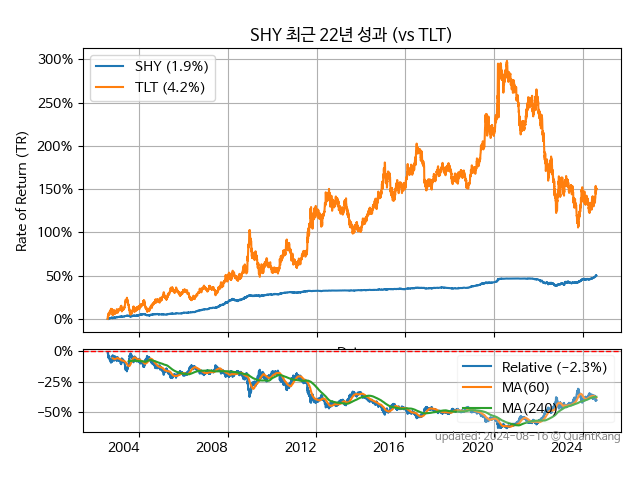 SHY 최근 22년 성과 (vs TLT)
300%
250%
200%
150%
100%
50%
0%
Rate of Return (TR)
SHY (1.9%)
TLT (4.2%)
0%
−25%
−50%
Relative (−2.3%)
MA(60)
MA(240)
2004 2008 2012 2016 2020 2024
updated: 2024-08-16 © QuantKang